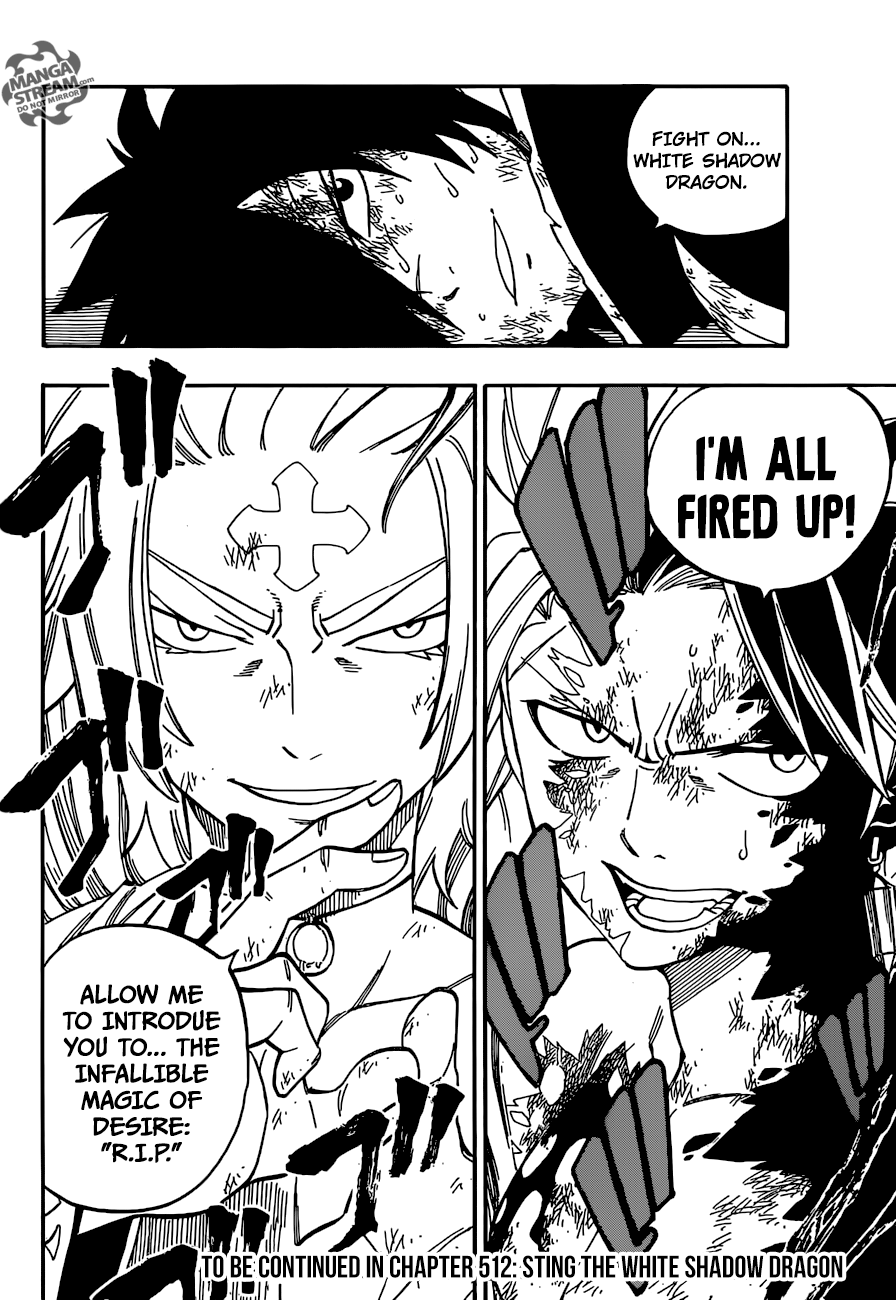 MANGA
STREAM.com
DO NOT MIRROR
FIGHT ON...
WHITE SHADOW
DRAGON.
I'M ALL
FIRED UP!
ALLOW ME
TO INTRODUE
YOU TO... THE
INFALLIBLE
MAGIC OF
DESIRE:
"R.I.P."
TO BE CONTINUED IN CHAPTER 512: STING THE WHITE SHADOW DRAGON